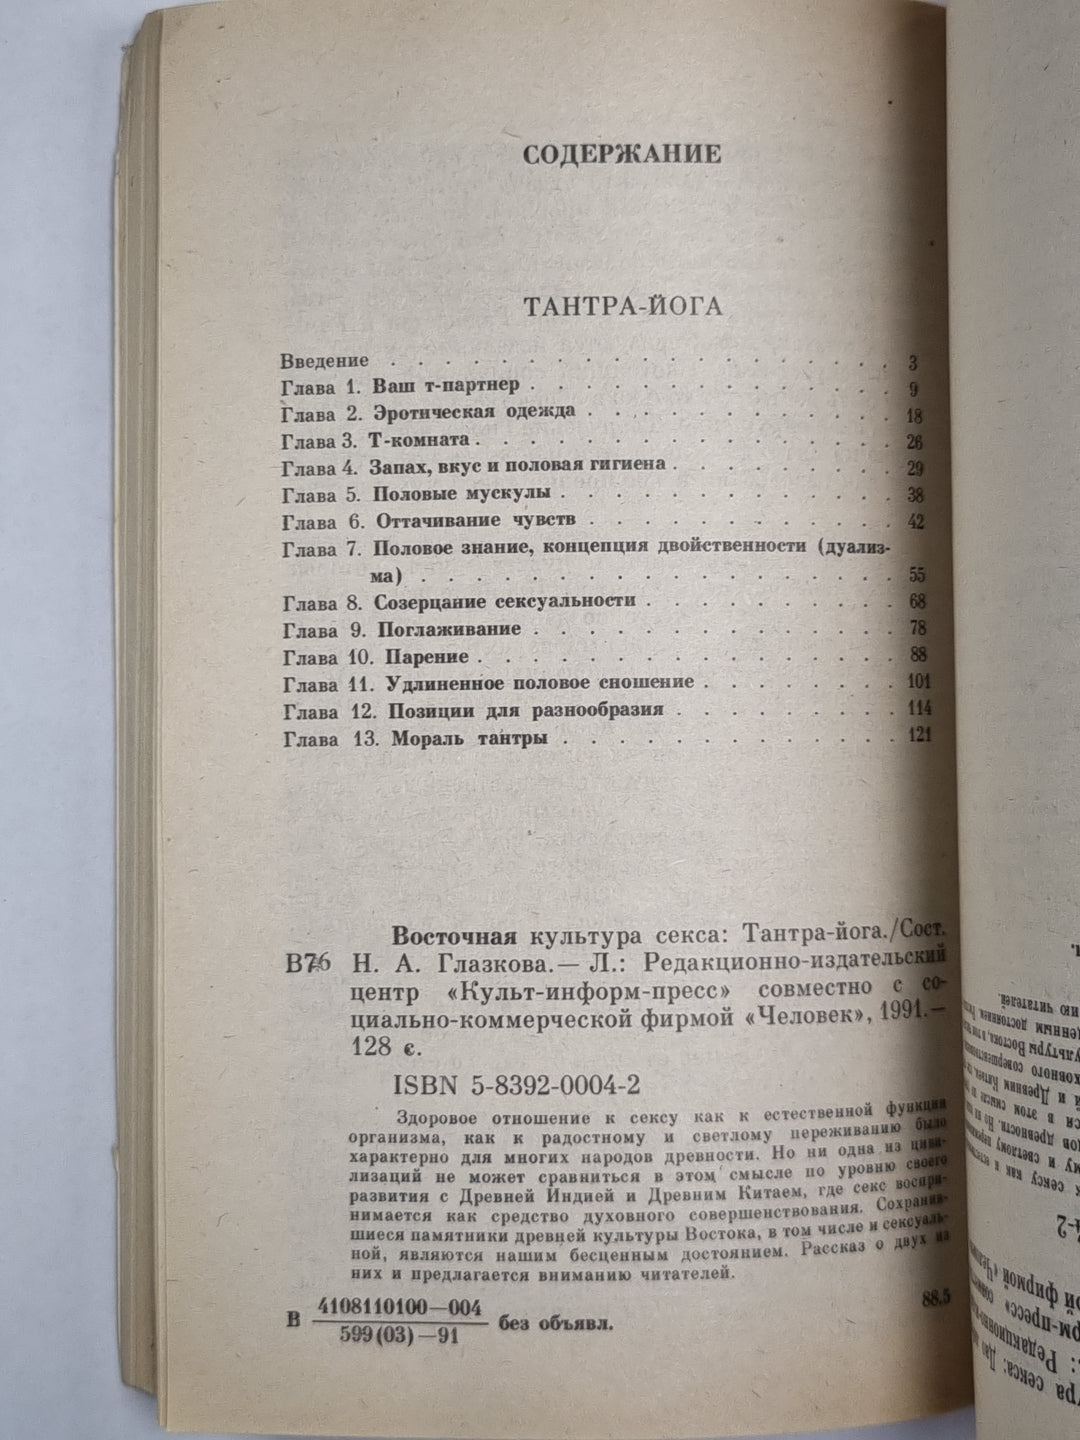 СОДЕРЖАНИЕ
ТАНТРА-ЙОГА
Введение . . . . . . . . . . . . . . . . . . 3
Глава 1. Ваш т-партнер . . . . . . . . . . . . . 9
Глава 2. Эротическая одежда . . . . . . . . . . . 18
Глава 3. Т-комната . . . . . . . . . . . . . . . 26
Глава 4. Запах, вкус и половая гигиена . . . . . . . . 29
Глава 5. Половые мускулы . . . . . . . . . . . . 38
Глава 6. Оттачивание чувств . . . . . . . . . . . 42
Глава 7. Половое знание, концепция двойственности (дуализ-
ма) . . . . . . . . . . . . . . . . . 55
Глава 8. Созерцание сексуальности . . . . . . . . . 68
Глава 9. Поглаживание . . . . . . . . . . . . . 78
Глава 10. Парение . . . . . . . . . . . . . . . 88
Глава 11. Удлиненное половое сношение . . . . . . . 101
Глава 12. Позиции для разнообразия . . . . . . . . 114
Глава 13. Мораль тантры . . . . . . . . . . . . 121
Восточная культура секса: Тантра-йога./Сост.
В76 Н. А. Глазкова.— Л.: Редакционно-издательский
центр «Культ-информ-пресс» совместно с со-
циально-коммерческой фирмой «Человек», 1991.—
128 с.
ISBN 5-8392-0004-2
Здоровое отношение к сексу как к естественной функции
организма, как к радостному и светлому переживанию было
характерно для многих народов древности. Но ни одна из циви-
лизаций не может сравниться в этом смысле по уровню своего
развития с Древней Индией и Древним Китаем, где секс воспри-
нимается как средство духовного совершенствования. Сохранив-
шиеся памятники древней культуры Востока, в том числе и сексуаль-
ной, являются нашим бесценным достоянием. Рассказ о двух из
них и предлагается вниманию читателей.
В 4108110100—004
599(03)—91 без объявл. 88.5